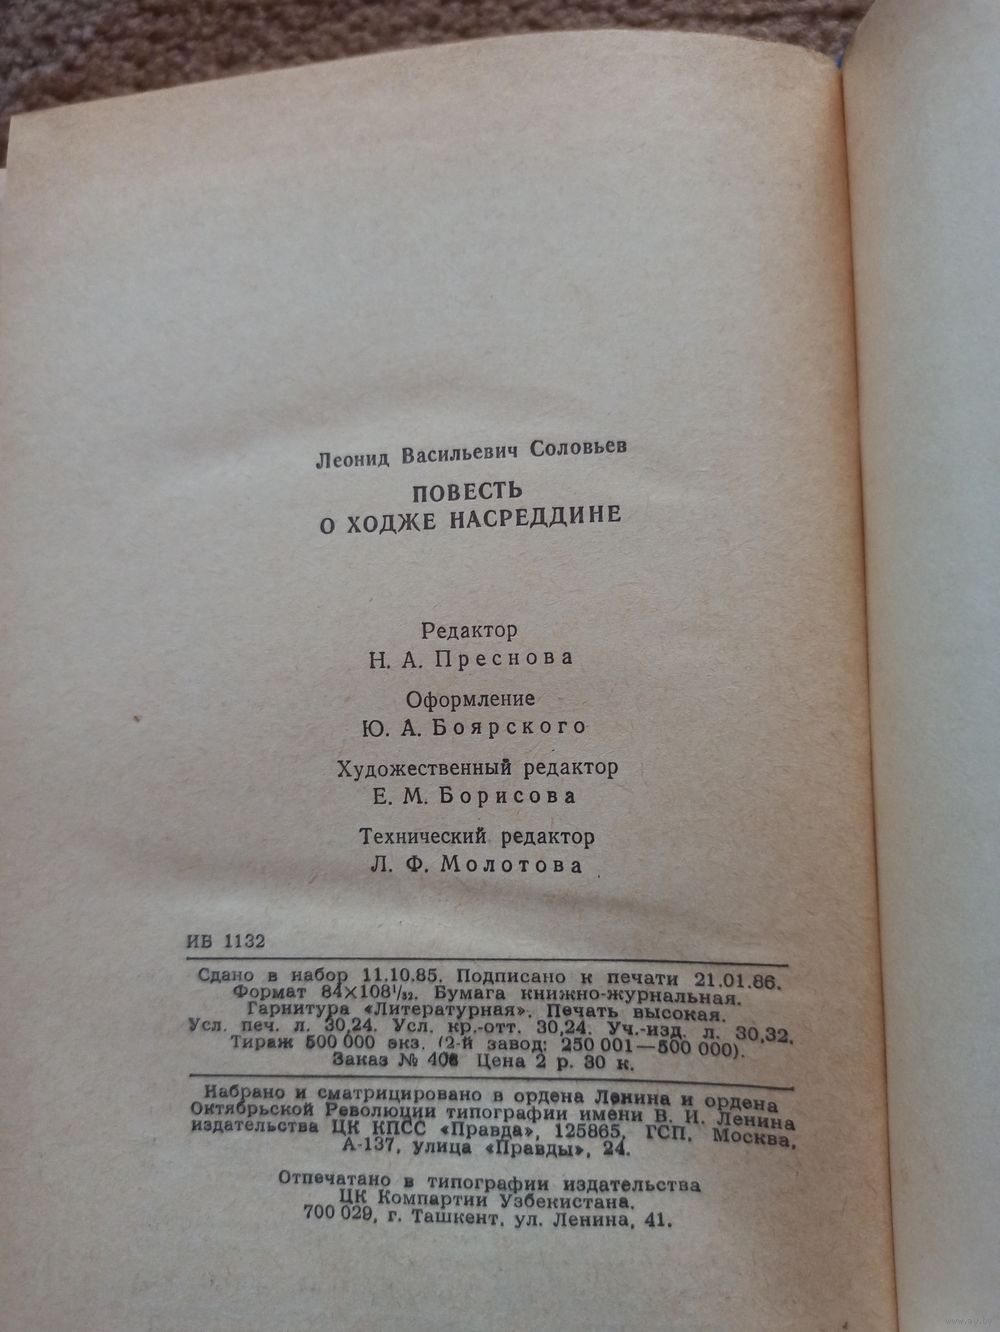 Леонид Васильевич Соловьев
ПОВЕСТЬ
О ХОДЖЕ НАСРЕДДИНЕ
Редактор
Н. А. Преснова
Оформление
Ю. А. Боярского
Художественный редактор
Е. М. Борисова
Технический редактор
Л. Ф. Молотова
ИБ 1132
Сдано в набор 11.10.85. Подписано к печати 21.01.86.
Формат 84×108¹/₃₂. Бумага книжно-журнальная.
Гарнитура «Литературная». Печать высокая.
Усл. печ. л. 30,24. Усл. кр.-отт. 30,24. Уч.-изд. л. 30,32.
Тираж 500 000 экз. (2-й завод: 250 001—500 000).
Заказ № Цена 2 р. 30 к.
Набрано и сматрицировано в ордена Ленина и ордена
Октябрьской Революции типографии имени В. И. Ленина
издательства ЦК КПСС «Правда», 125865, ГСП, Москва,
А-137, улица «Правды», 24.
Отпечатано в типографии издательства
ЦК Компартии Узбекистана.
700 029, г. Ташкент, ул. Ленина, 41.
www.ay.by